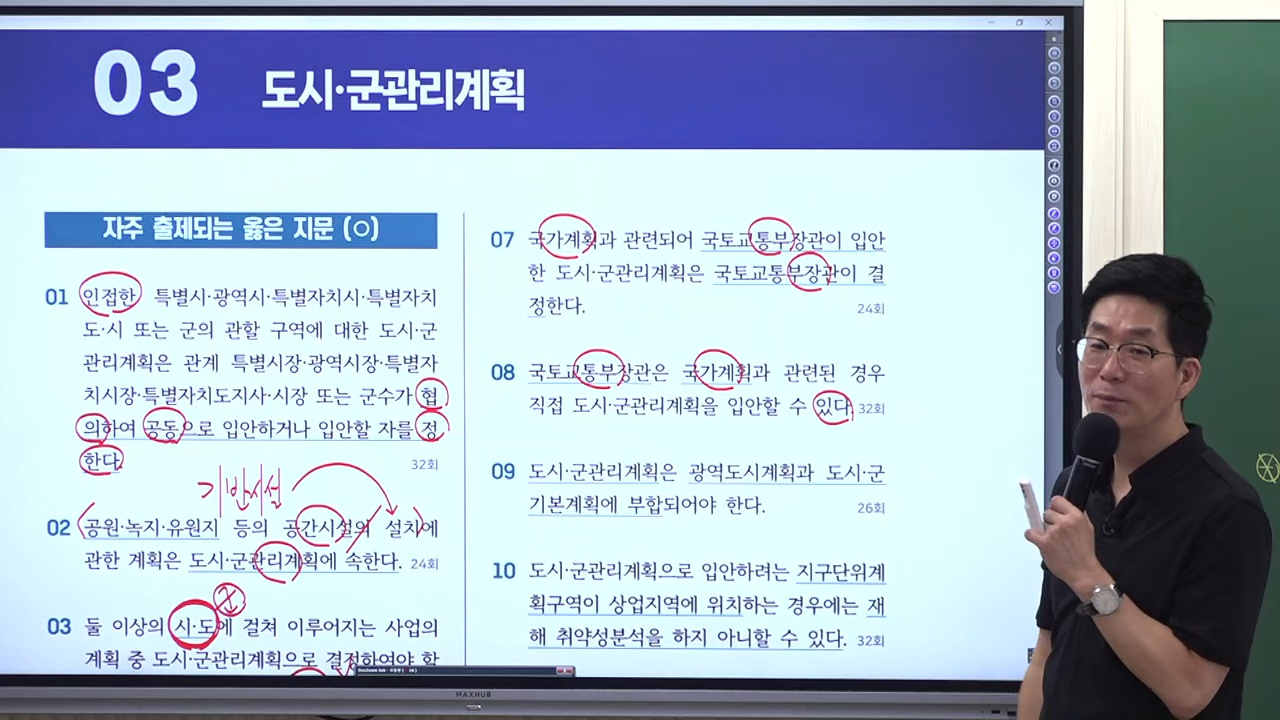 03 도시·군관리계획
자주 출제되는 옳은 지문 (○)
01 인접한 특별시·광역시·특별자치시·특별자치
도·시 또는 군의 관할 구역에 대한 도시·군
관리계획은 관계 특별시장·광역시장·특별자
치시장·특별자치도지사·시장 또는 군수가 협
의하여 공동으로 입안하거나 입안할 자를 정
한다.
32회
기반시설
02 공원·녹지·유원지 등의 공간시설의 설치에
관한 계획은 도시·군관리계획에 속한다. 24회
03 둘 이상의 시·도에 걸쳐 이루어지는 사업의
계획 중 도시·군관리계획으로 결정하여야 할
07 국가계획과 관련되어 국토교통부장관이 입안
한 도시·군관리계획은 국토교통부장관이 결
정한다. 24회
08 국토교통부장관은 국가계획과 관련된 경우
직접 도시·군관리계획을 입안할 수 있다. 32회
09 도시·군관리계획은 광역도시계획과 도시·군
기본계획에 부합되어야 한다. 26회
10 도시·군관리계획으로 입안하려는 지구단위계
획구역이 상업지역에 위치하는 경우에는 재
해 취약성분석을 하지 아니할 수 있다. 32회
MAXHUB